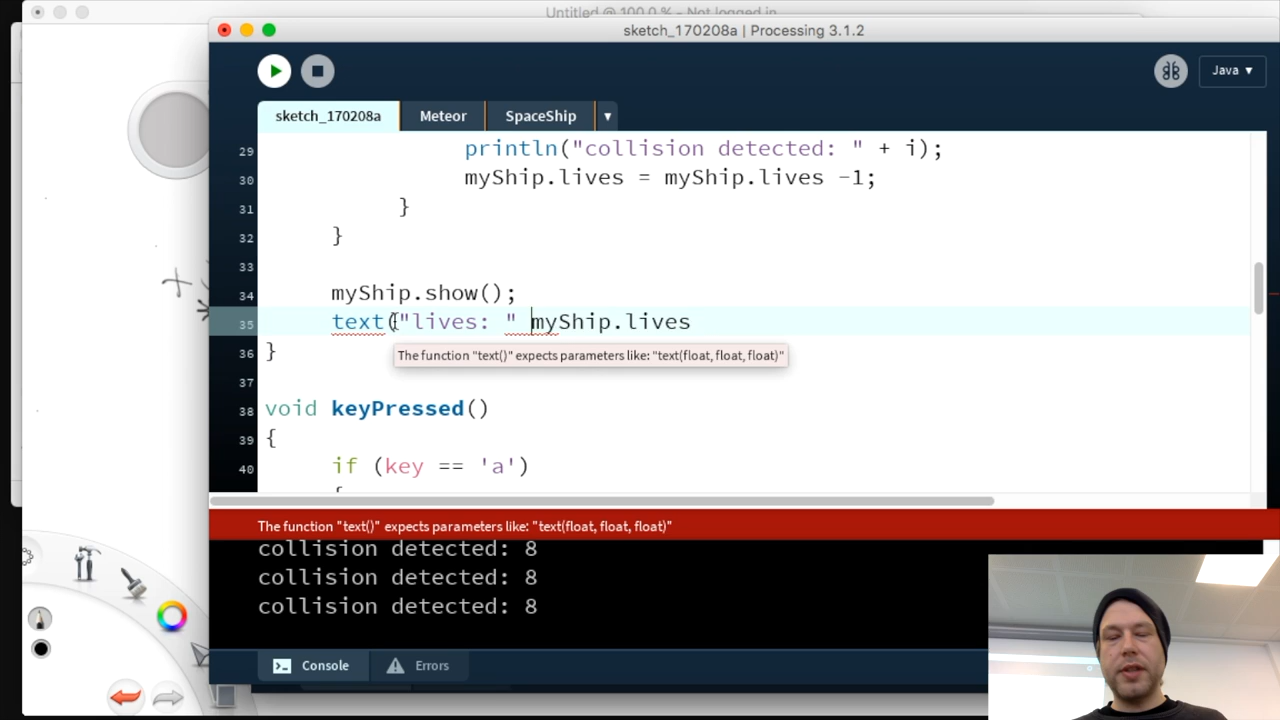 Untitled @ 100.0 % - Not logged in
sketch_170208a | Processing 3.1.2
Java ▾
sketch_170208a Meteor SpaceShip ▾
29 println("collision detected: " + i);
30 myShip.lives = myShip.lives -1;
31 }
32 }
33
34 myShip.show();
35 text("lives: " myShip.lives
The function "text()" expects parameters like: "text(float, float, float)"
36 }
37
38 void keyPressed()
39 {
40 if (key == 'a')
The function "text()" expects parameters like: "text(float, float, float)"
collision detected: 8
collision detected: 8
collision detected: 8
Console Errors